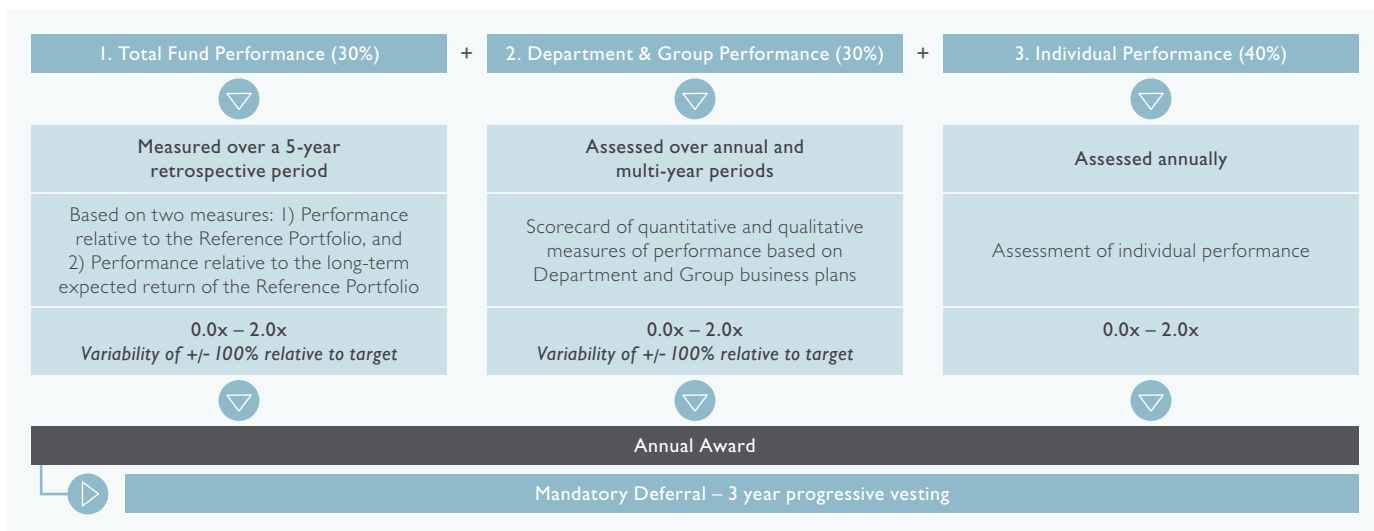 1. Total Fund Performance (30%)
+
2. Department & Group Performance (30%)
+
3. Individual Performance (40%)
Measured over a 5-year
retrospective period
Based on two measures: 1) Performance
relative to the Reference Portfolio, and
2) Performance relative to the long-term
expected return of the Reference Portfolio
0.0x – 2.0x
Variability of +/- 100% relative to target
Assessed over annual and
multi-year periods
Scorecard of quantitative and qualitative
measures of performance based on
Department and Group business plans
0.0x – 2.0x
Variability of +/- 100% relative to target
Assessed annually
Assessment of individual performance
0.0x – 2.0x
Annual Award
Mandatory Deferral – 3 year progressive vesting